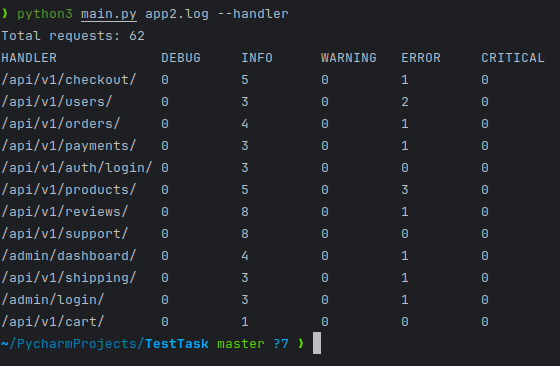 ❯ python3 main.py app2.log --handler
Total requests: 62
HANDLER DEBUG INFO WARNING ERROR CRITICAL
/api/v1/checkout/ 0 5 0 1 0
/api/v1/users/ 0 3 0 2 0
/api/v1/orders/ 0 4 0 1 0
/api/v1/payments/ 0 3 0 1 0
/api/v1/auth/login/ 0 3 0 0 0
/api/v1/products/ 0 5 0 3 0
/api/v1/reviews/ 0 8 0 1 0
/api/v1/support/ 0 8 0 0 0
/admin/dashboard/ 0 4 0 1 0
/api/v1/shipping/ 0 3 0 1 0
/admin/login/ 0 3 0 1 0
/api/v1/cart/ 0 1 0 0 0
~/PycharmProjects/TestTask master ?7 ❯